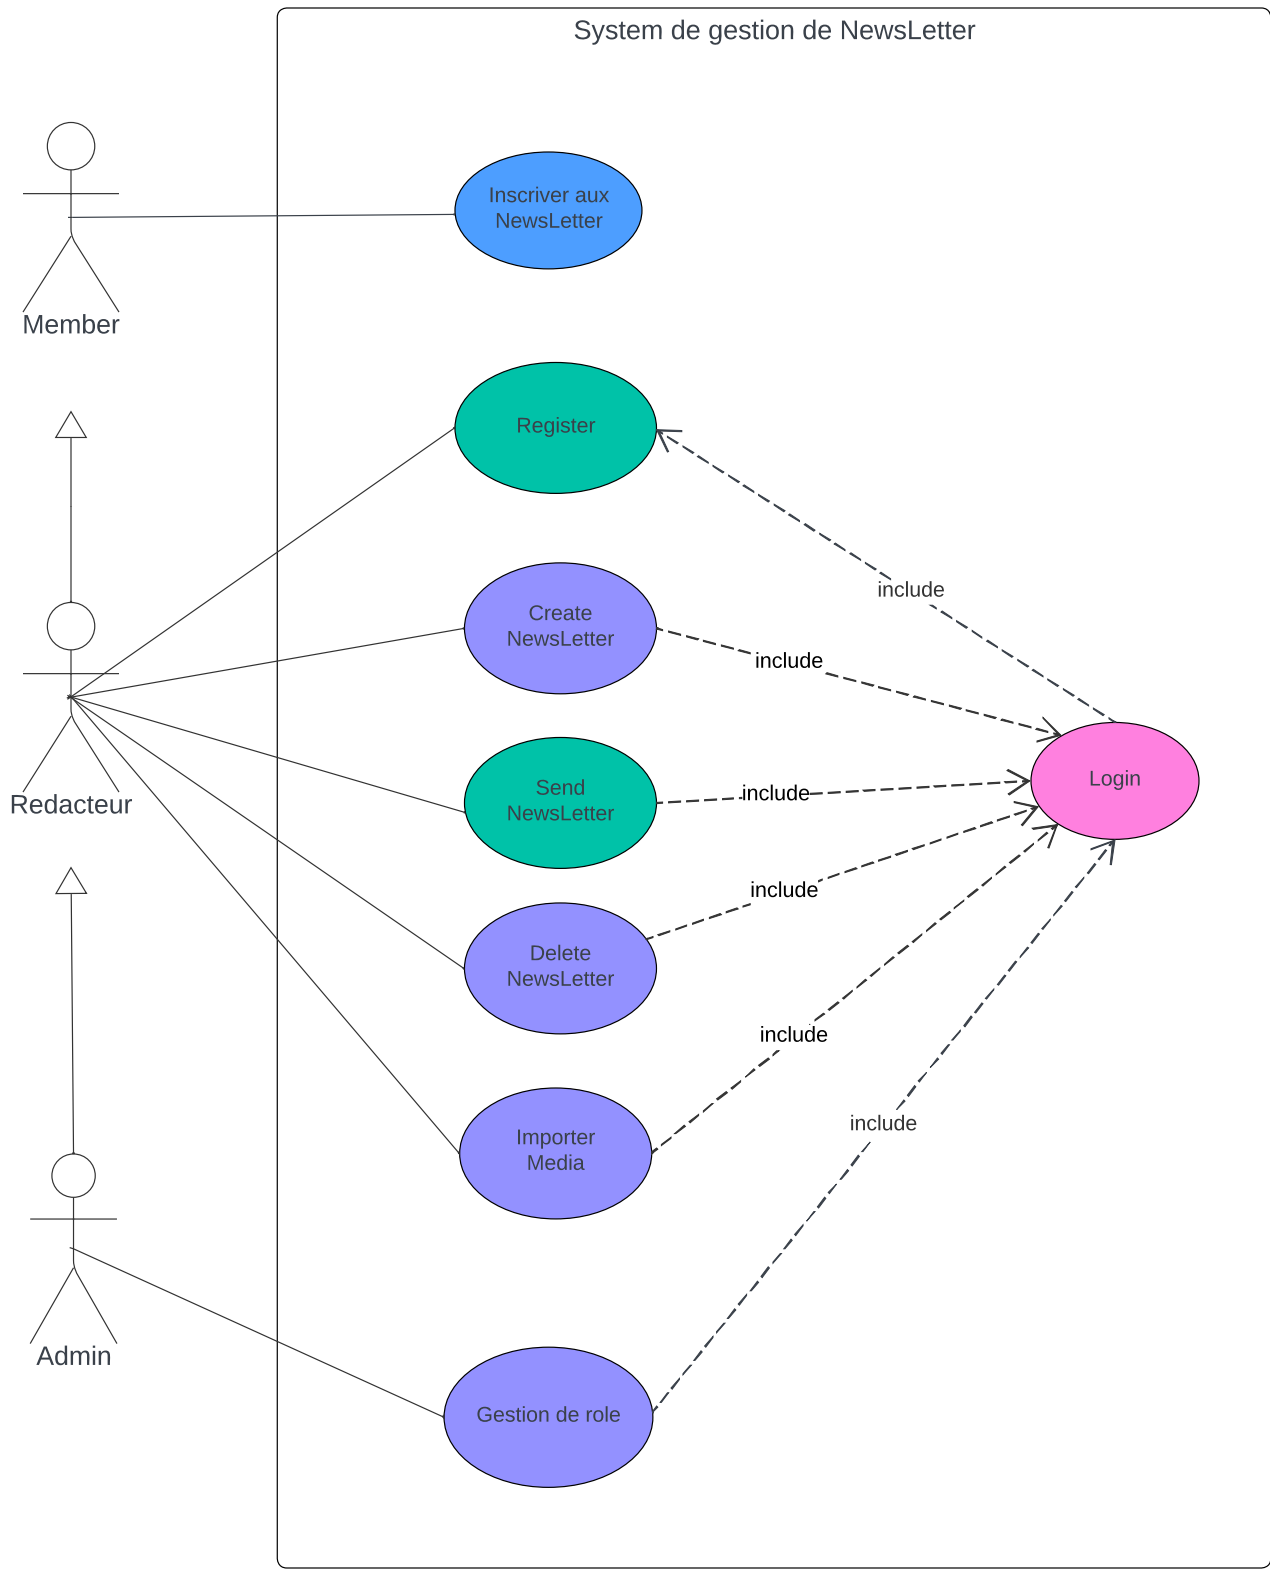 System de gestion de NewsLetter
Inscriver aux
NewsLetter
Member
Register
include
Create
NewsLetter
include
Login
Send
NewsLetter
include
Redacteur
include
Delete
NewsLetter
include
Importer
Media
include
Admin
Gestion de role